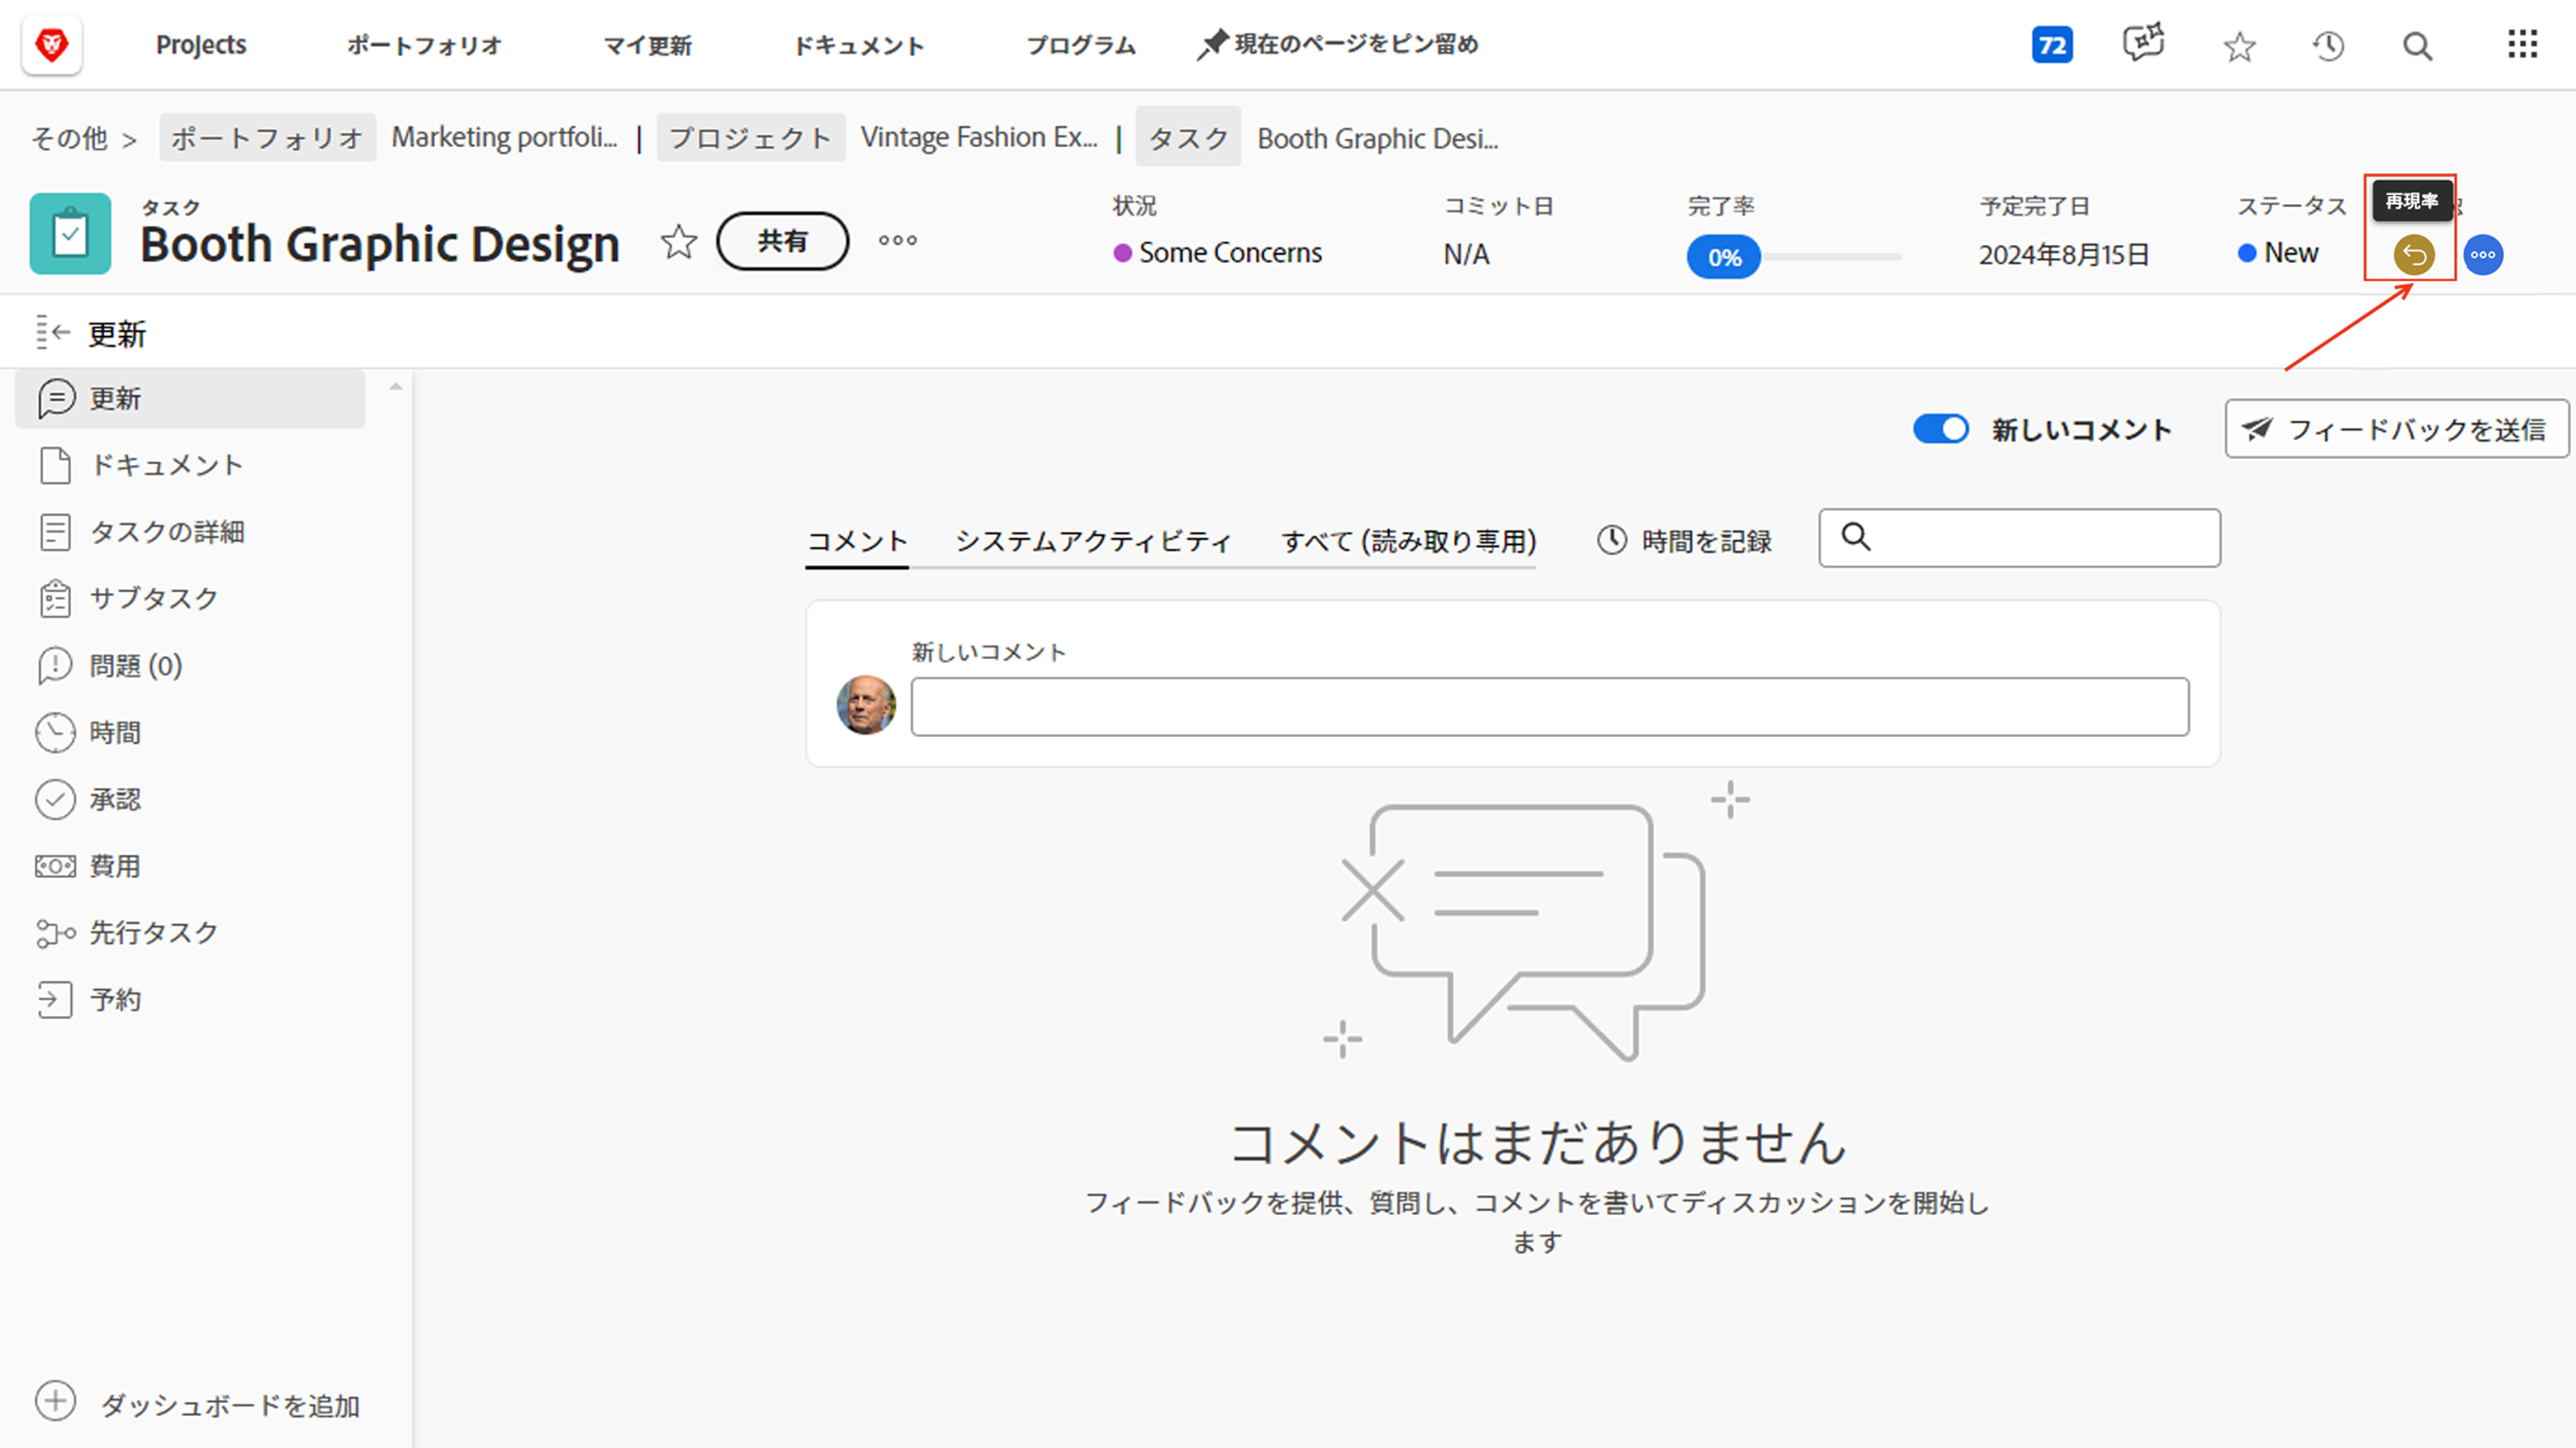 Projects
ポートフォリオ
マイ更新
ドキュメント
プログラム
現在のページをピン留め
72
その他 >
ポートフォリオ Marketing portfoli... | プロジェクト Vintage Fashion Ex... | タスク Booth Graphic Desi...
タスク
Booth Graphic Design
共有
状況
Some Concerns
コミット日
N/A
完了率
0%
予定完了日
2024年8月15日
ステータス
New
再現率
更新
更新
ドキュメント
タスクの詳細
サブタスク
問題 (0)
時間
承認
費用
先行タスク
予約
ダッシュボードを追加
新しいコメント
フィードバックを送信
コメント
システムアクティビティ
すべて (読み取り専用)
時間を記録
新しいコメント
コメントはまだありません
フィードバックを提供、質問し、コメントを書いてディスカッションを開始し
ます